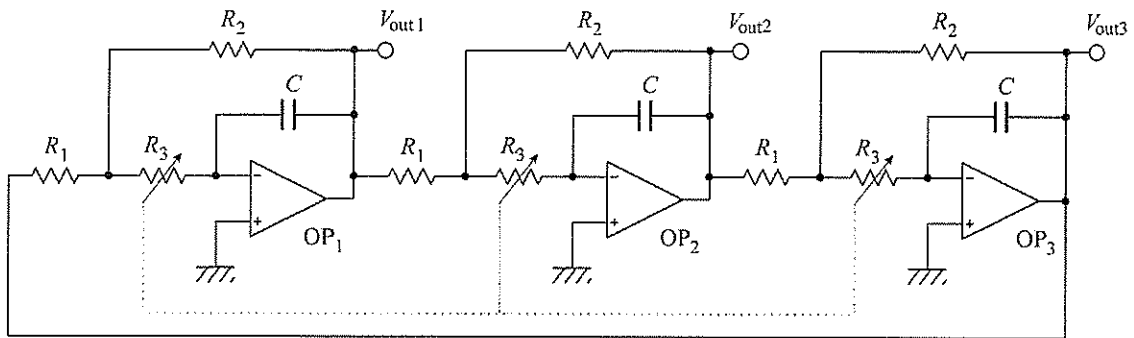 R2 Vout1 R2 Vout2 R2 Vout3
C C C
R1 R3 R1 R3 R1 R3
− − −
+ + +
OP1 OP2 OP3